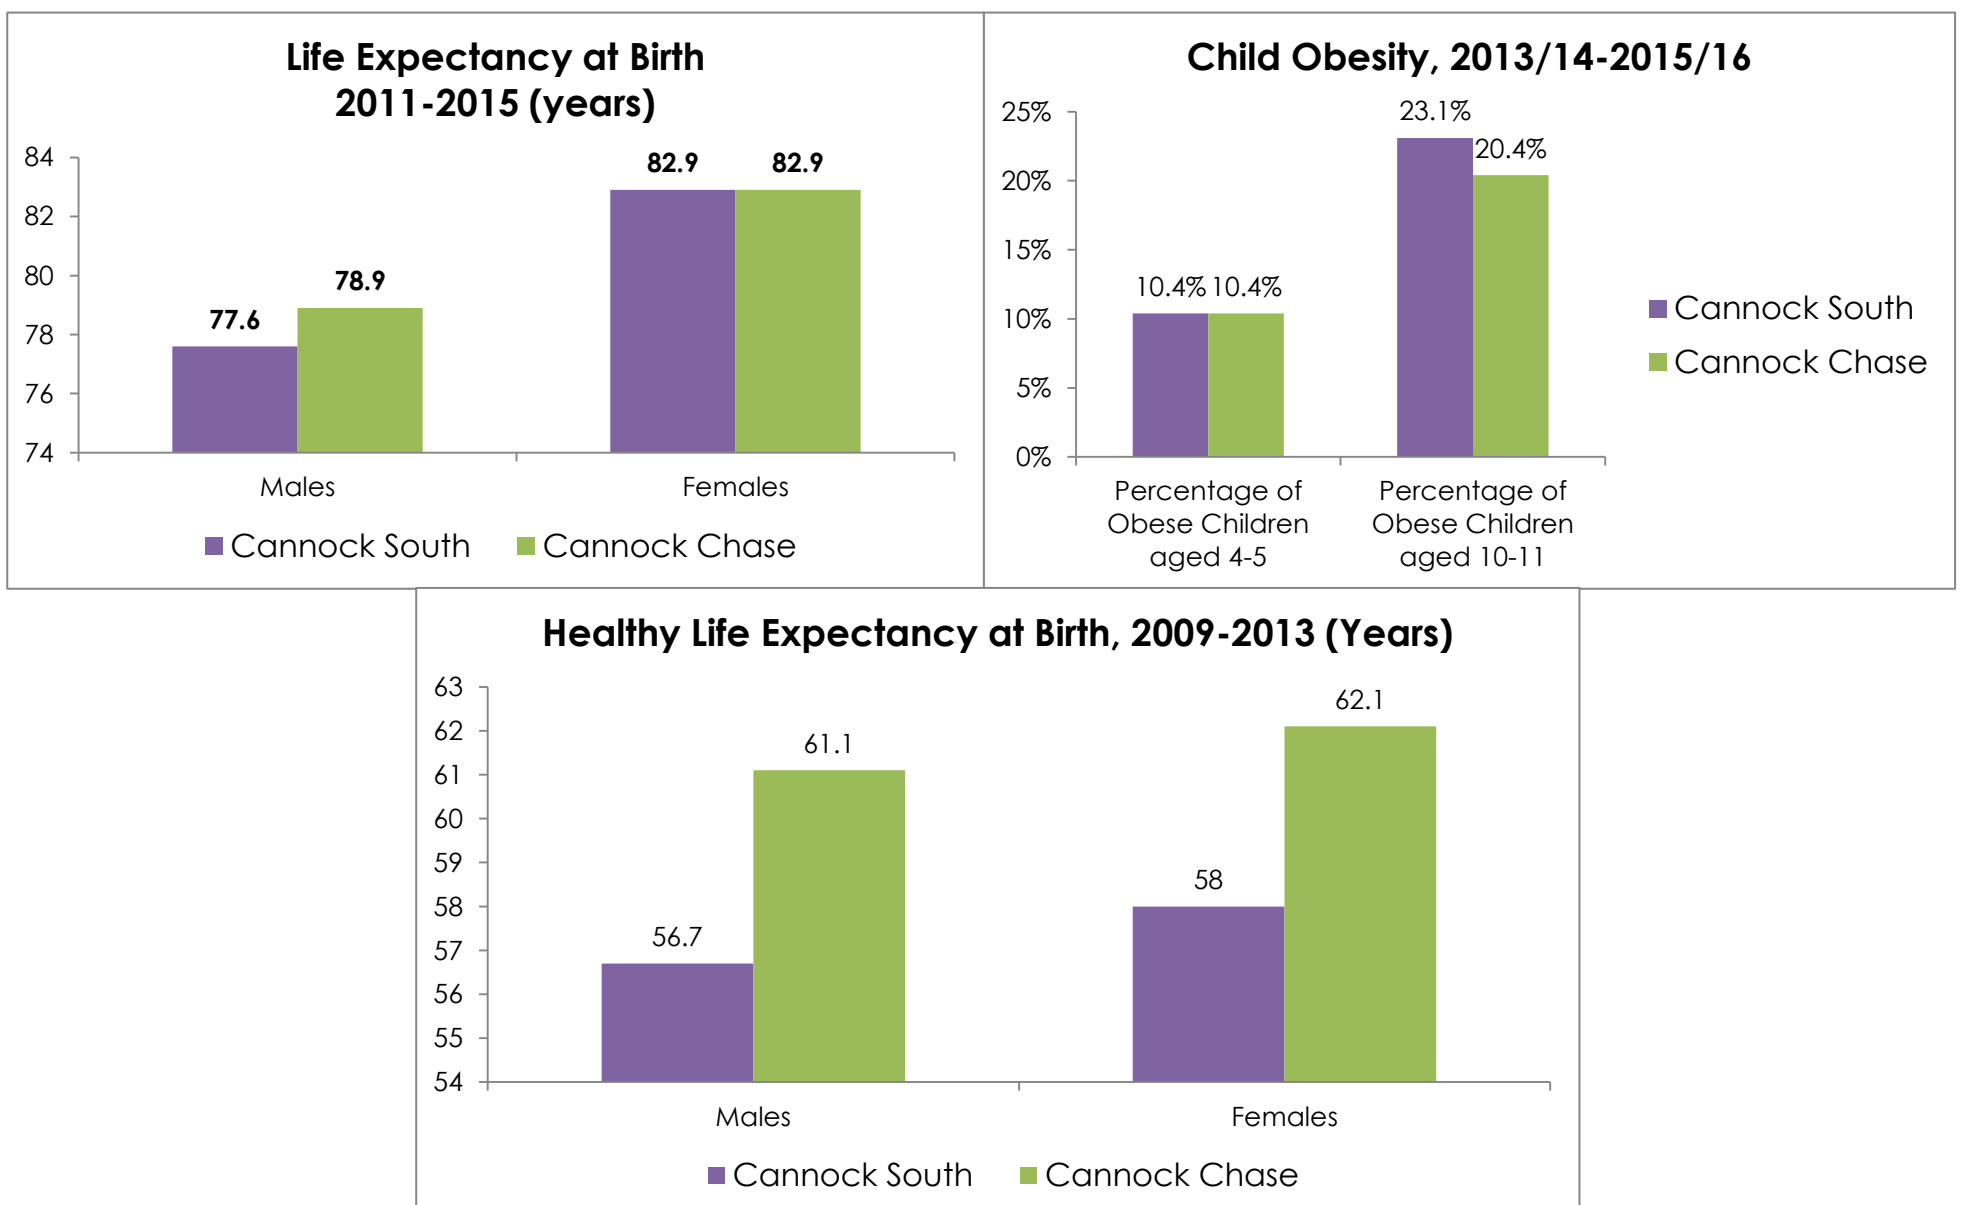 Life Expectancy at Birth
2011-2015 (years)
84
82
80
78
76
74
77.6
78.9
82.9
82.9
Males
Females
Cannock South
Cannock Chase
Child Obesity, 2013/14-2015/16
25%
20%
15%
10%
5%
0%
10.4%
10.4%
23.1%
20.4%
Percentage of
Obese Children
aged 4-5
Percentage of
Obese Children
aged 10-11
Cannock South
Cannock Chase
Healthy Life Expectancy at Birth, 2009-2013 (Years)
63
62
61
60
59
58
57
56
55
54
56.7
61.1
58
62.1
Males
Females
Cannock South
Cannock Chase